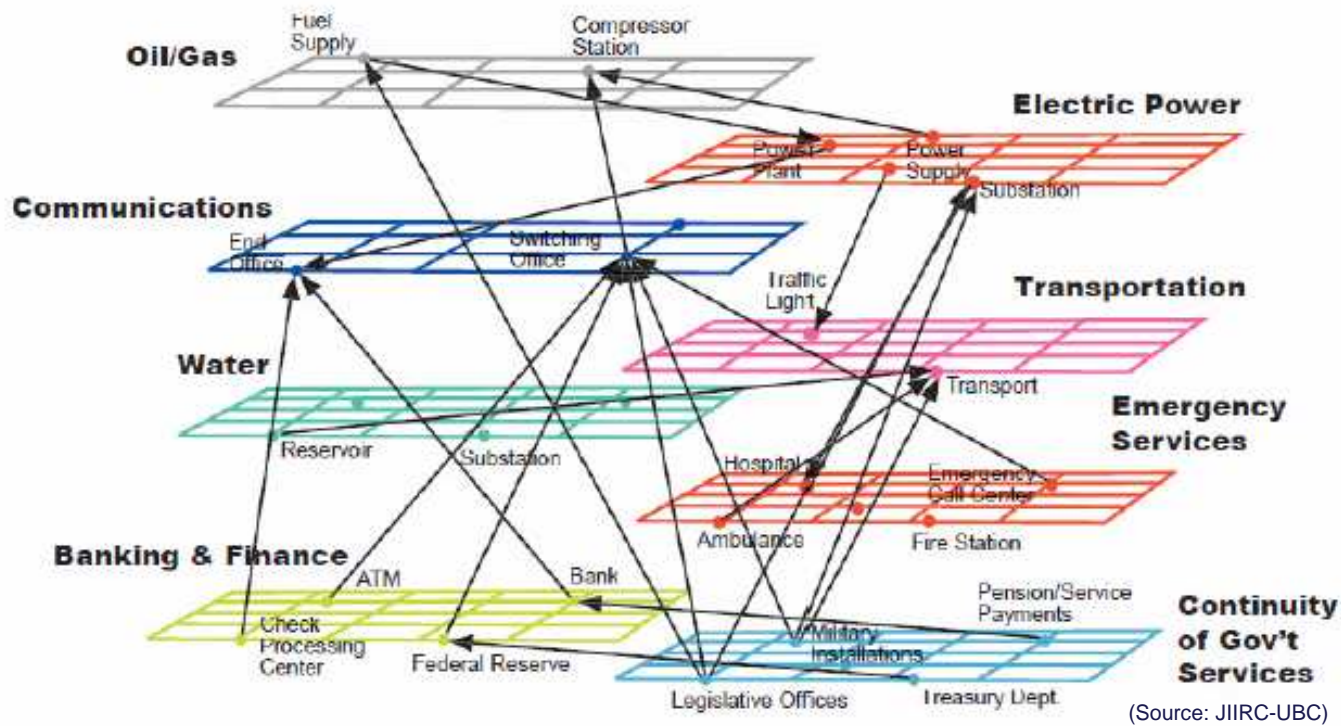 Fuel
Supply
Compressor
Station
Oil/Gas
Electric Power
Power
Plant
Power
Supply
Substation
Communications
End
Office
Switching
Office
Traffic
Light
Transportation
Water
Transport
Reservoir
Substation
Emergency
Services
Hospital
Emergency
Call Center
Ambulance
Fire Station
Banking & Finance
ATM
Bank
Check
Processing
Center
Federal Reserve
Pension/Service
Payments
Military
Installations
Continuity
of Gov't
Services
Legislative Offices
Treasury Dept.
(Source: JIIRC-UBC)